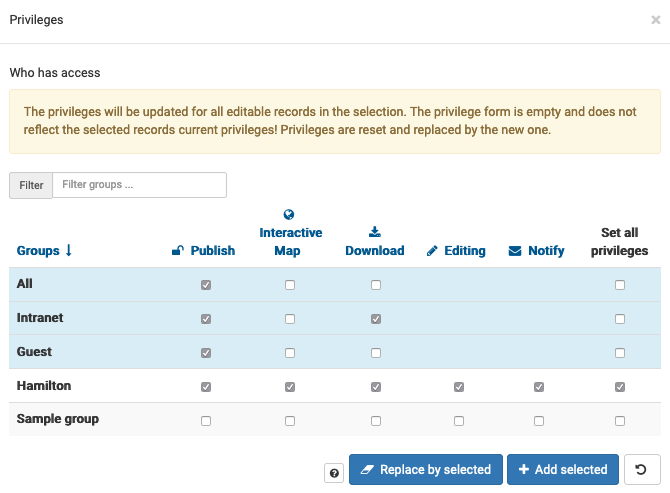 Privileges
Who has access
The privileges will be updated for all editable records in the selection. The privilege form is empty and does not
reflect the selected records current privileges! Privileges are reset and replaced by the new one.
Filter Filter groups ...
Groups Publish Interactive Map Download Editing Notify Set all privileges
All
Intranet
Guest
Hamilton
Sample group
? Replace by selected + Add selected